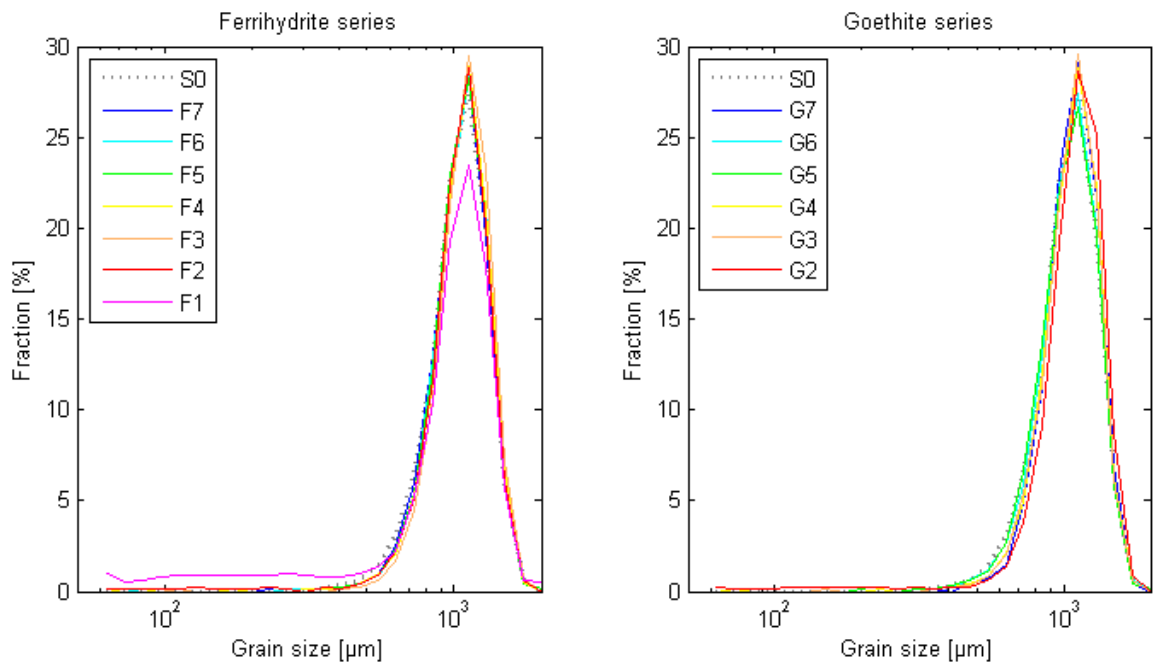 Ferrihydrite series
30
25
20
15
10
5
0
Fraction [%]
S0
F7
F6
F5
F4
F3
F2
F1
10²
10³
Grain size [µm]
Goethite series
30
25
20
15
10
5
0
Fraction [%]
S0
G7
G6
G5
G4
G3
G2
10²
10³
Grain size [µm]